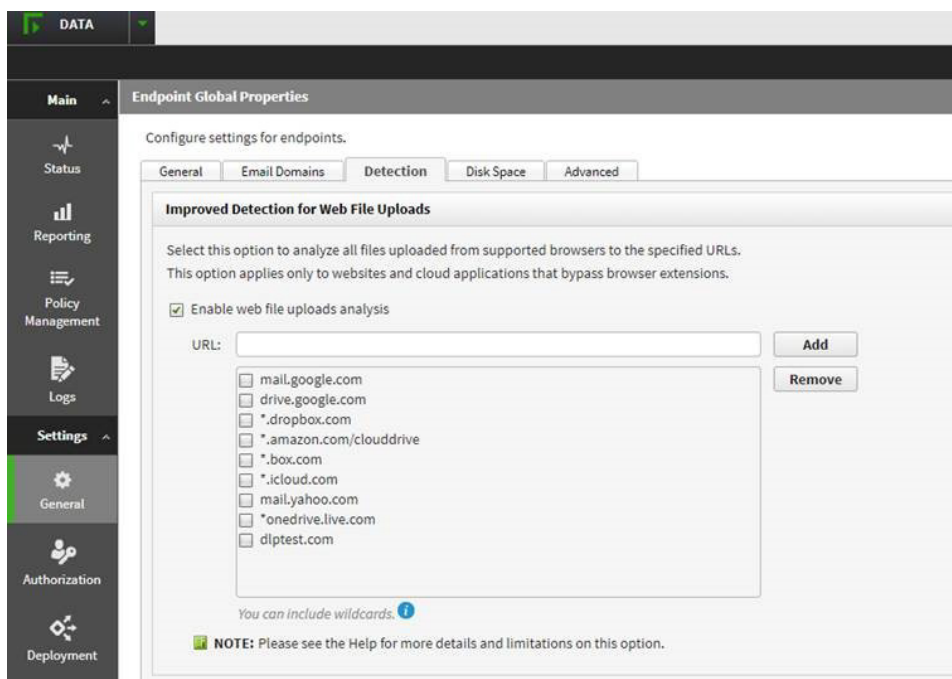 DATA
Main
Endpoint Global Properties
Configure settings for endpoints.
Status
General Email Domains Detection Disk Space Advanced
Improved Detection for Web File Uploads
Reporting
Select this option to analyze all files uploaded from supported browsers to the specified URLs.
This option applies only to websites and cloud applications that bypass browser extensions.
Policy
Management
Enable web file uploads analysis
URL:
Add
Remove
mail.google.com
drive.google.com
*.dropbox.com
*.amazon.com/clouddrive
*.box.com
*.icloud.com
mail.yahoo.com
*onedrive.live.com
dlptest.com
Logs
Settings
General
Authorization
You can include wildcards.
NOTE: Please see the Help for more details and limitations on this option.
Deployment